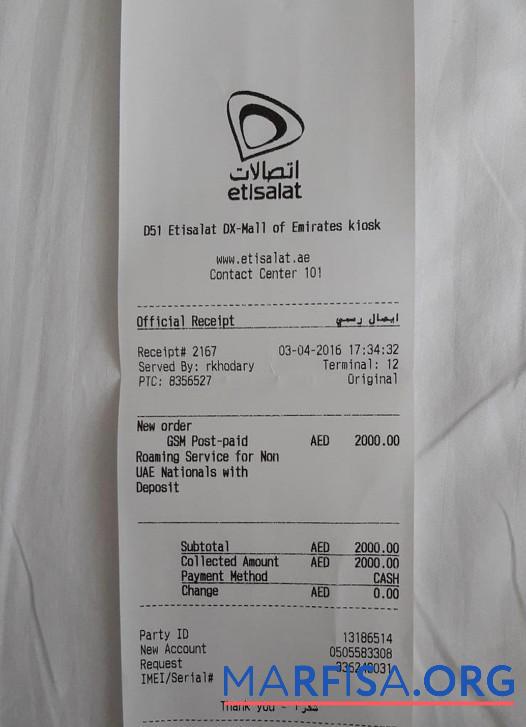 اتصالات
etisalat
D51 Etisalat DX-Mall of Emirates kiosk
www.etisalat.ae
Contact Center 101
Official Receipt ايصال رسمي
Receipt# 2167 03-04-2016 17:34:32
Served By: rkhodary Terminal: 12
PTC: 8356527 Original
New order
GSM Post-paid AED 2000.00
Roaming Service for Non
UAE Nationals with
Deposit
Subtotal AED 2000.00
Collected Amount AED 2000.00
Payment Method CASH
Change AED 0.00
Party ID 13186514
New Account 0505583308
Request
IMEI/Serial#
MARFISA.ORG
Thank you - شكرا